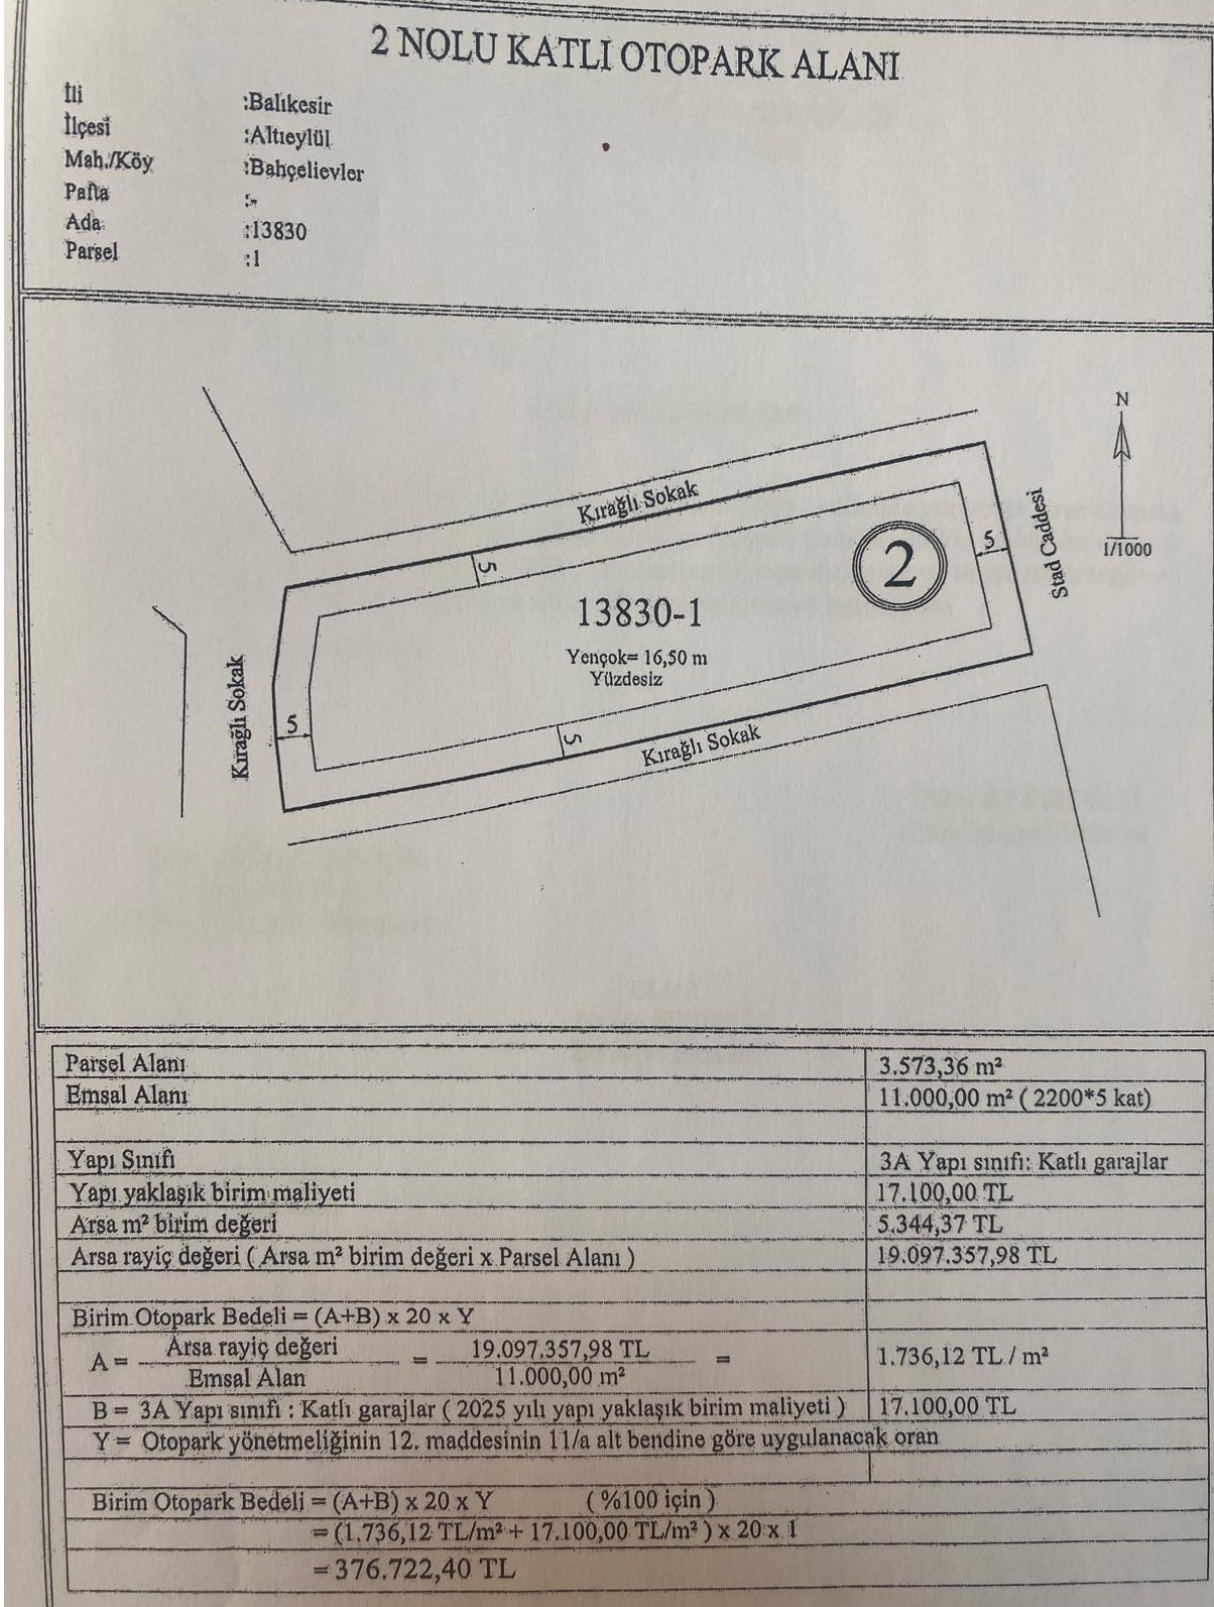 2 NOLU KATLI OTOPARK ALANI
İli :Balıkesir
İlçesi :Altıeylül
Mah./Köy :Bahçelievler
Pafta :-
Ada :13830
Parsel :1
N
1/1000
Kırağlı Sokak
Stad Caddesi
5
5
2
13830-1
Yençok= 16,50 m
Yüzdesiz
Kırağlı Sokak
5
5
Kırağlı Sokak
Parsel Alanı 3.573,36 m²
Emsal Alanı 11.000,00 m² ( 2200*5 kat)
Yapı Sınıfı 3A Yapı sınıfı: Katlı garajlar
Yapı yaklaşık birim maliyeti 17.100,00 TL
Arsa m² birim değeri 5.344,37 TL
Arsa rayiç değeri ( Arsa m² birim değeri x Parsel Alanı ) 19.097.357,98 TL
Birim Otopark Bedeli = (A+B) x 20 x Y
Arsa rayiç değeri 19.097.357,98 TL
A = = = 1.736,12 TL / m²
Emsal Alan 11.000,00 m²
B = 3A Yapı sınıfı : Katlı garajlar ( 2025 yılı yapı yaklaşık birim maliyeti ) 17.100,00 TL
Y = Otopark yönetmeliğinin 12. maddesinin 11/a alt bendine göre uygulanacak oran
Birim Otopark Bedeli = (A+B) x 20 x Y ( %100 için )
= (1.736,12 TL/m² + 17.100,00 TL/m² ) x 20 x 1
= 376.722,40 TL